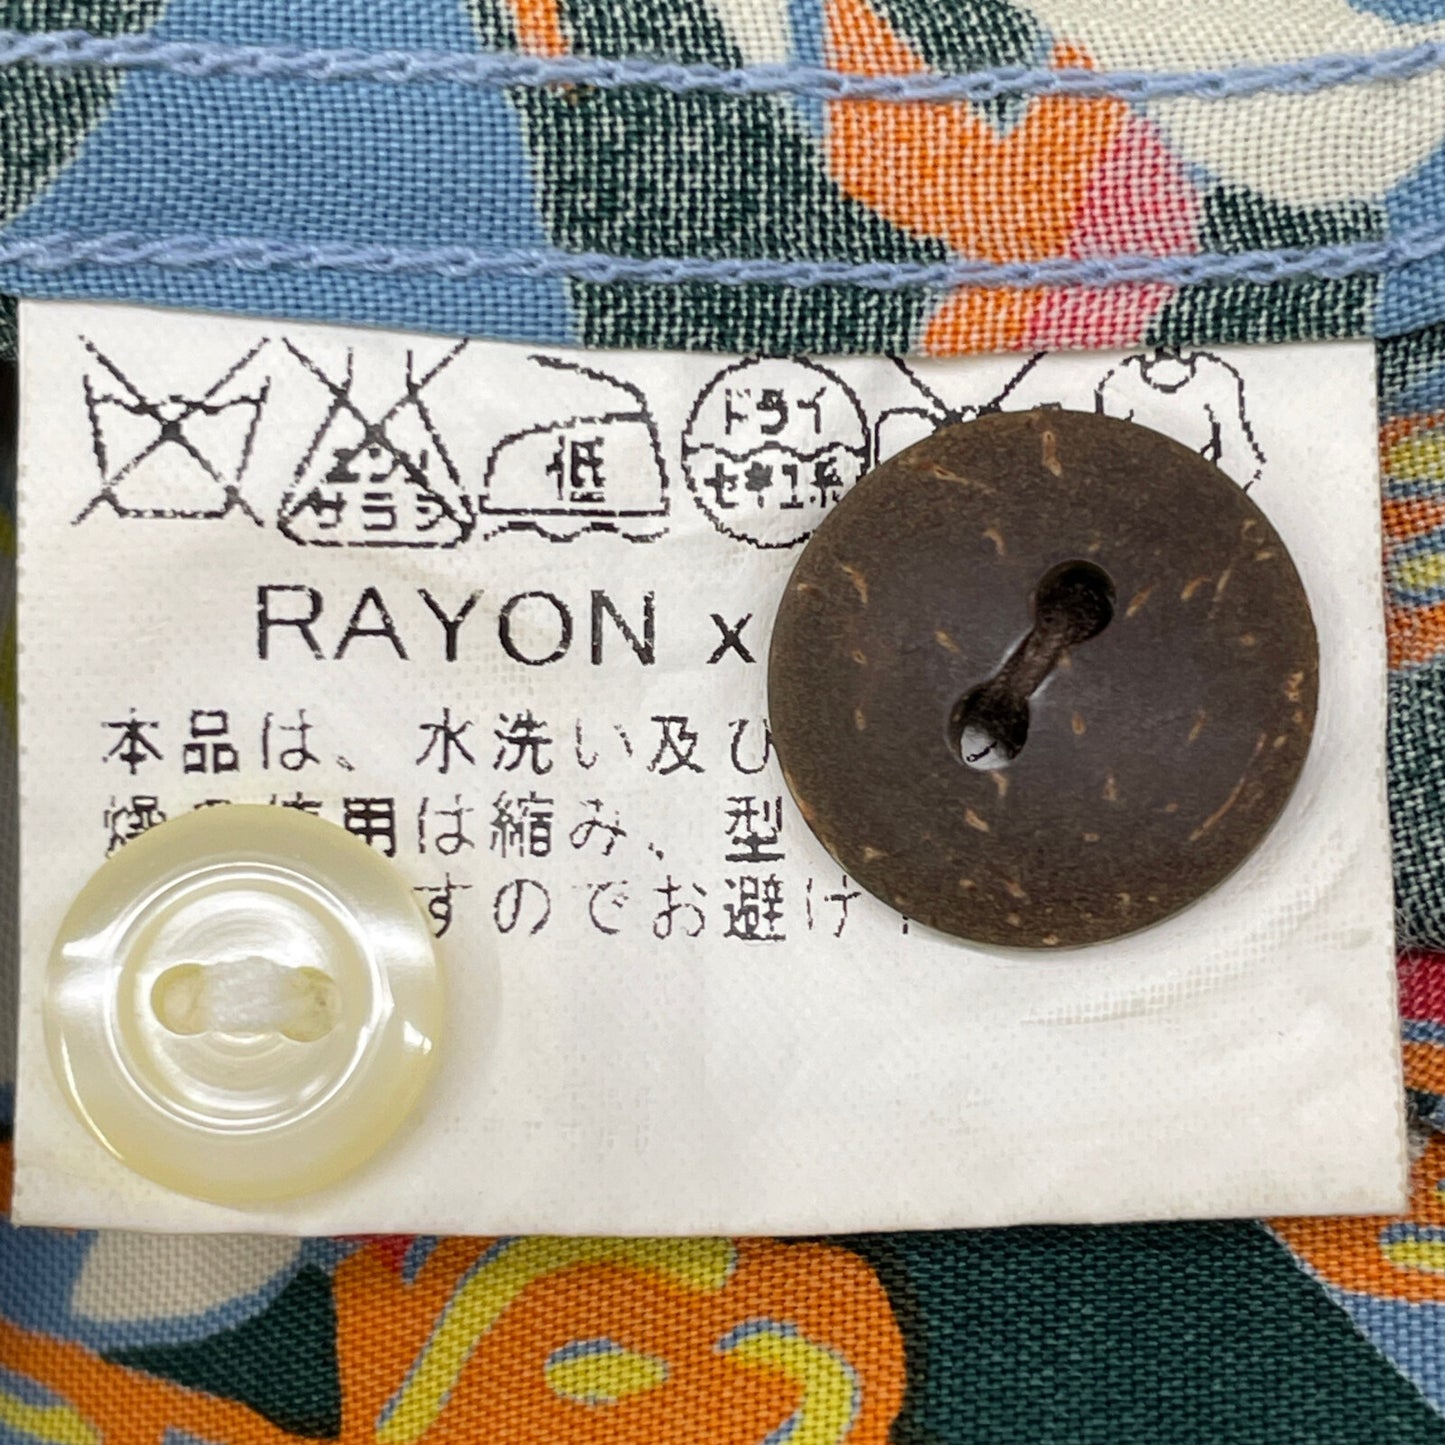 エンソ サラシ
低
ドライ
セキユ系
RAYON x
本品は、水洗い及び
燥 使用は縮み、型
すのでお避け